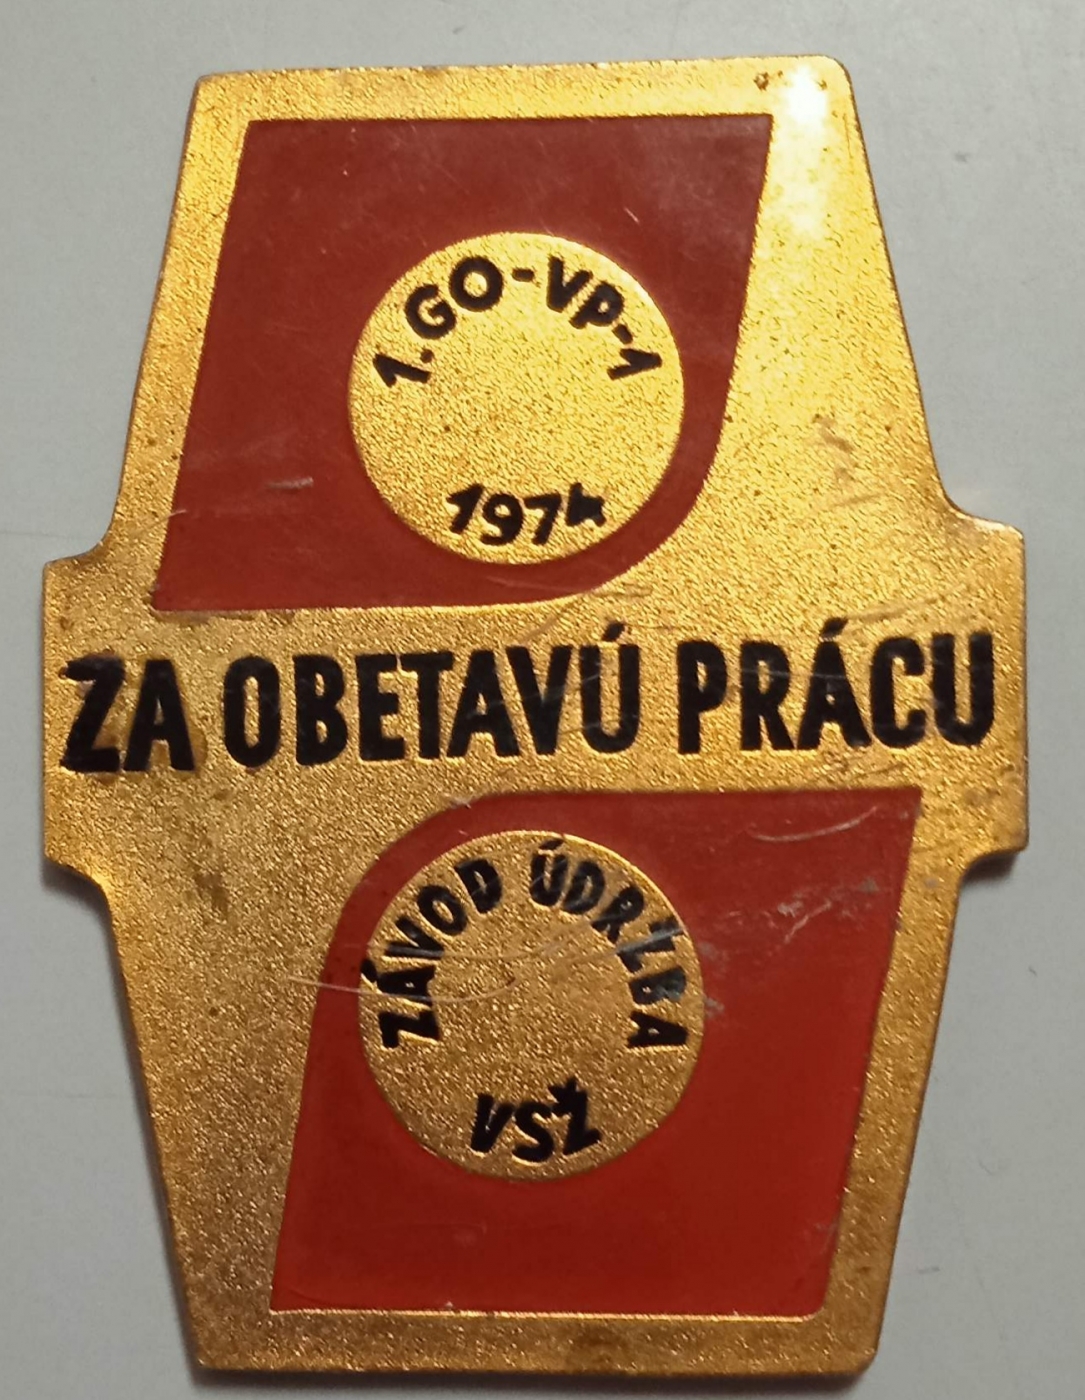 1.GO-VP-1
1974
ZA OBETAVÚ PRÁCU
ZÁVOD ÚDRŽBA
VSŽ